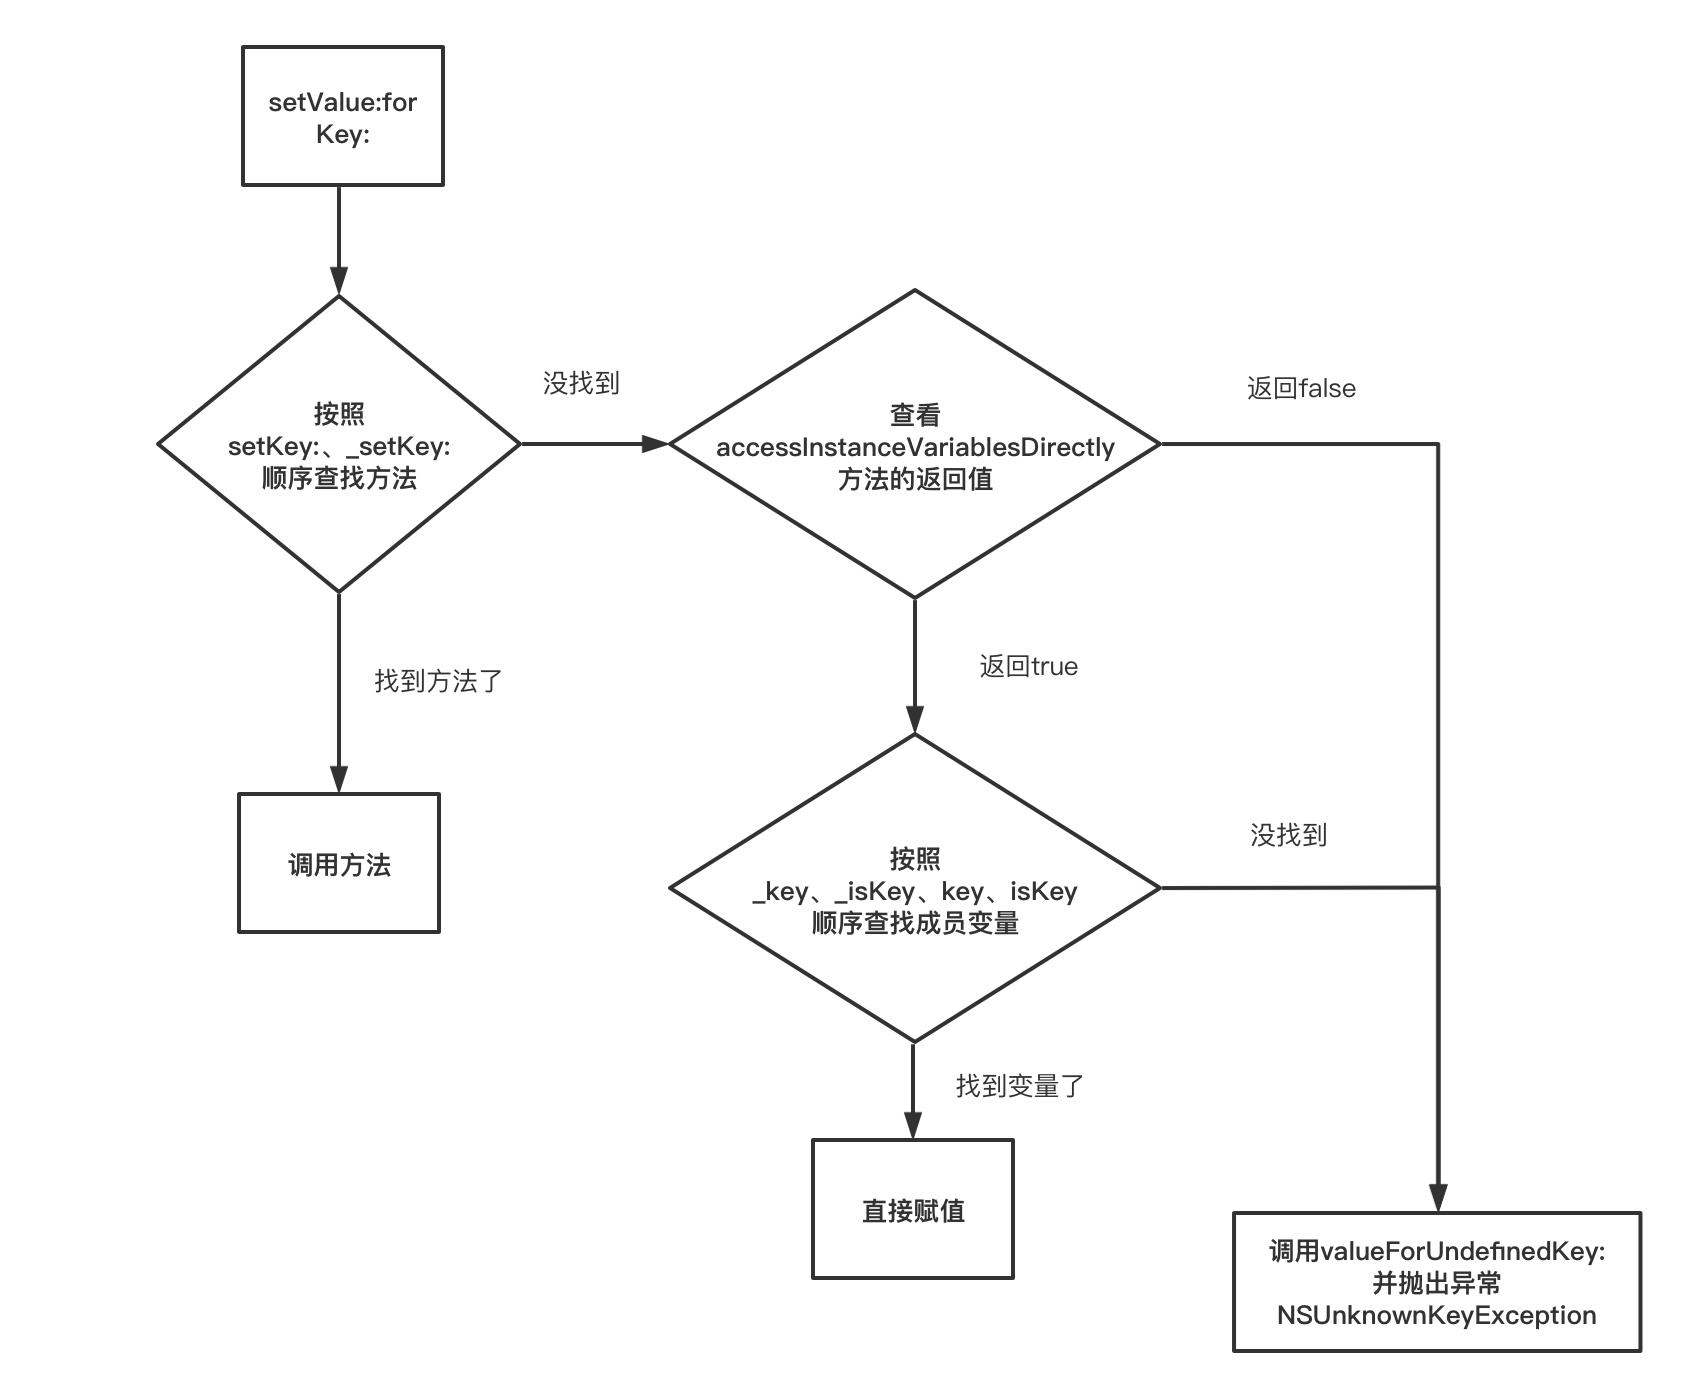 setValue:for
Key:
按照
setKey:、_setKey:
顺序查找方法
没找到
查看
accessInstanceVariablesDirectly
方法的返回值
返回false
找到方法了
返回true
调用方法
按照
_key、_isKey、key、isKey
顺序查找成员变量
没找到
找到变量了
直接赋值
调用valueForUndefinedKey:
并抛出异常
NSUnknownKeyException